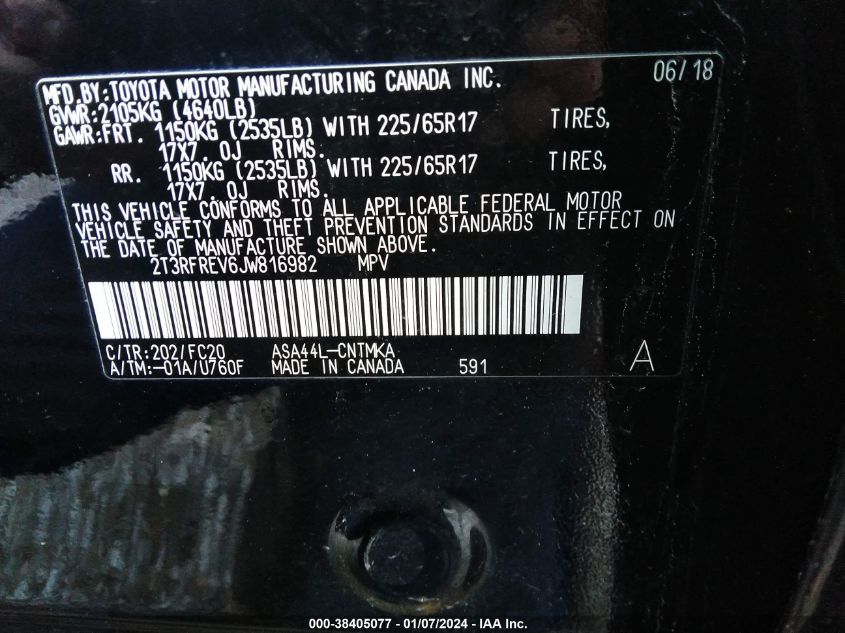 MFD.BY:TOYOTA MOTOR MANUFACTURING CANADA INC. 06/18
GVWR:2105KG (4640LB)
GAWR:FRT. 1150KG (2535LB) WITH 225/65R17 TIRES,
17X7.0J RIMS.
RR. 1150KG (2535LB) WITH 225/65R17 TIRES,
17X7.0J RIMS.
THIS VEHICLE CONFORMS TO ALL APPLICABLE FEDERAL MOTOR
VEHICLE SAFETY AND THEFT PREVENTION STANDARDS IN EFFECT ON
THE DATE OF MANUFACTURE SHOWN ABOVE.
2T3RFREV6JW816982 MPV
C/TR:202/FC20 ASA44L-CNTMKA
A/TM:-01A/U760F MADE IN CANADA 591 A
000-38405077 - 01/07/2024 - IAA Inc.